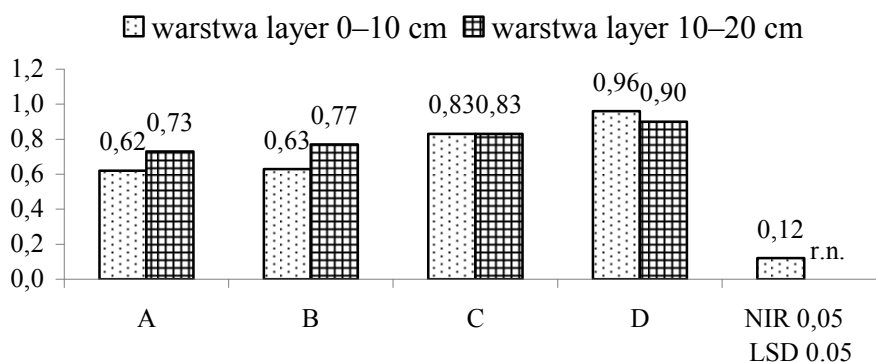 warstwa layer 0–10 cm warstwa layer 10–20 cm
1,2
1,0
0,8
0,6
0,4
0,2
0,0
0,62 0,73 0,63 0,77 0,83 0,83 0,96 0,90 0,12 r.n.
A B C D NIR 0,05
LSD 0.05